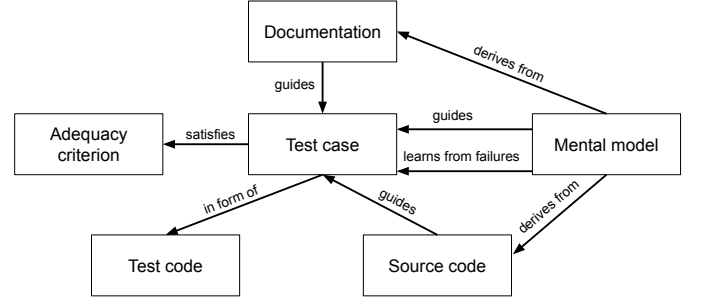 Documentation
derives from
guides
Adequacy
criterion
satisfies
Test case
guides
learns from failures
Mental model
in form of
guides
derives from
Test code
Source code